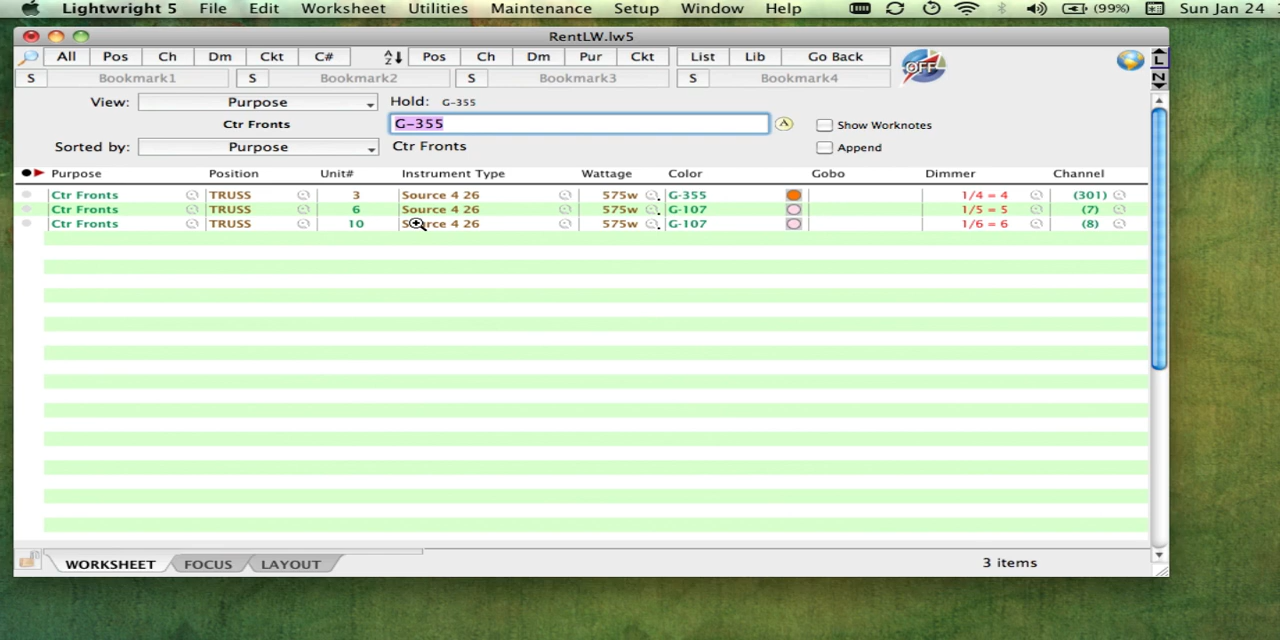 Lightwright 5 File Edit Worksheet Utilities Maintenance Setup Window Help (99%) Sun Jan 24
RentLW.lw5
All Pos Ch Dm Ckt C# Pos Ch Dm Pur Ckt List Lib Go Back OFF L
S Bookmark1 S Bookmark2 S Bookmark3 S Bookmark4 N
View: Purpose Hold: G-355
Ctr Fronts G-355 A Show Worknotes
Sorted by: Purpose Ctr Fronts Append
Purpose Position Unit# Instrument Type Wattage Color Gobo Dimmer Channel
Ctr Fronts TRUSS 3 Source 4 26 575w G-355 1/4 = 4 (301)
Ctr Fronts TRUSS 6 Source 4 26 575w G-107 1/5 = 5 (7)
Ctr Fronts TRUSS 10 Source 4 26 575w G-107 1/6 = 6 (8)
WORKSHEET FOCUS LAYOUT 3 items